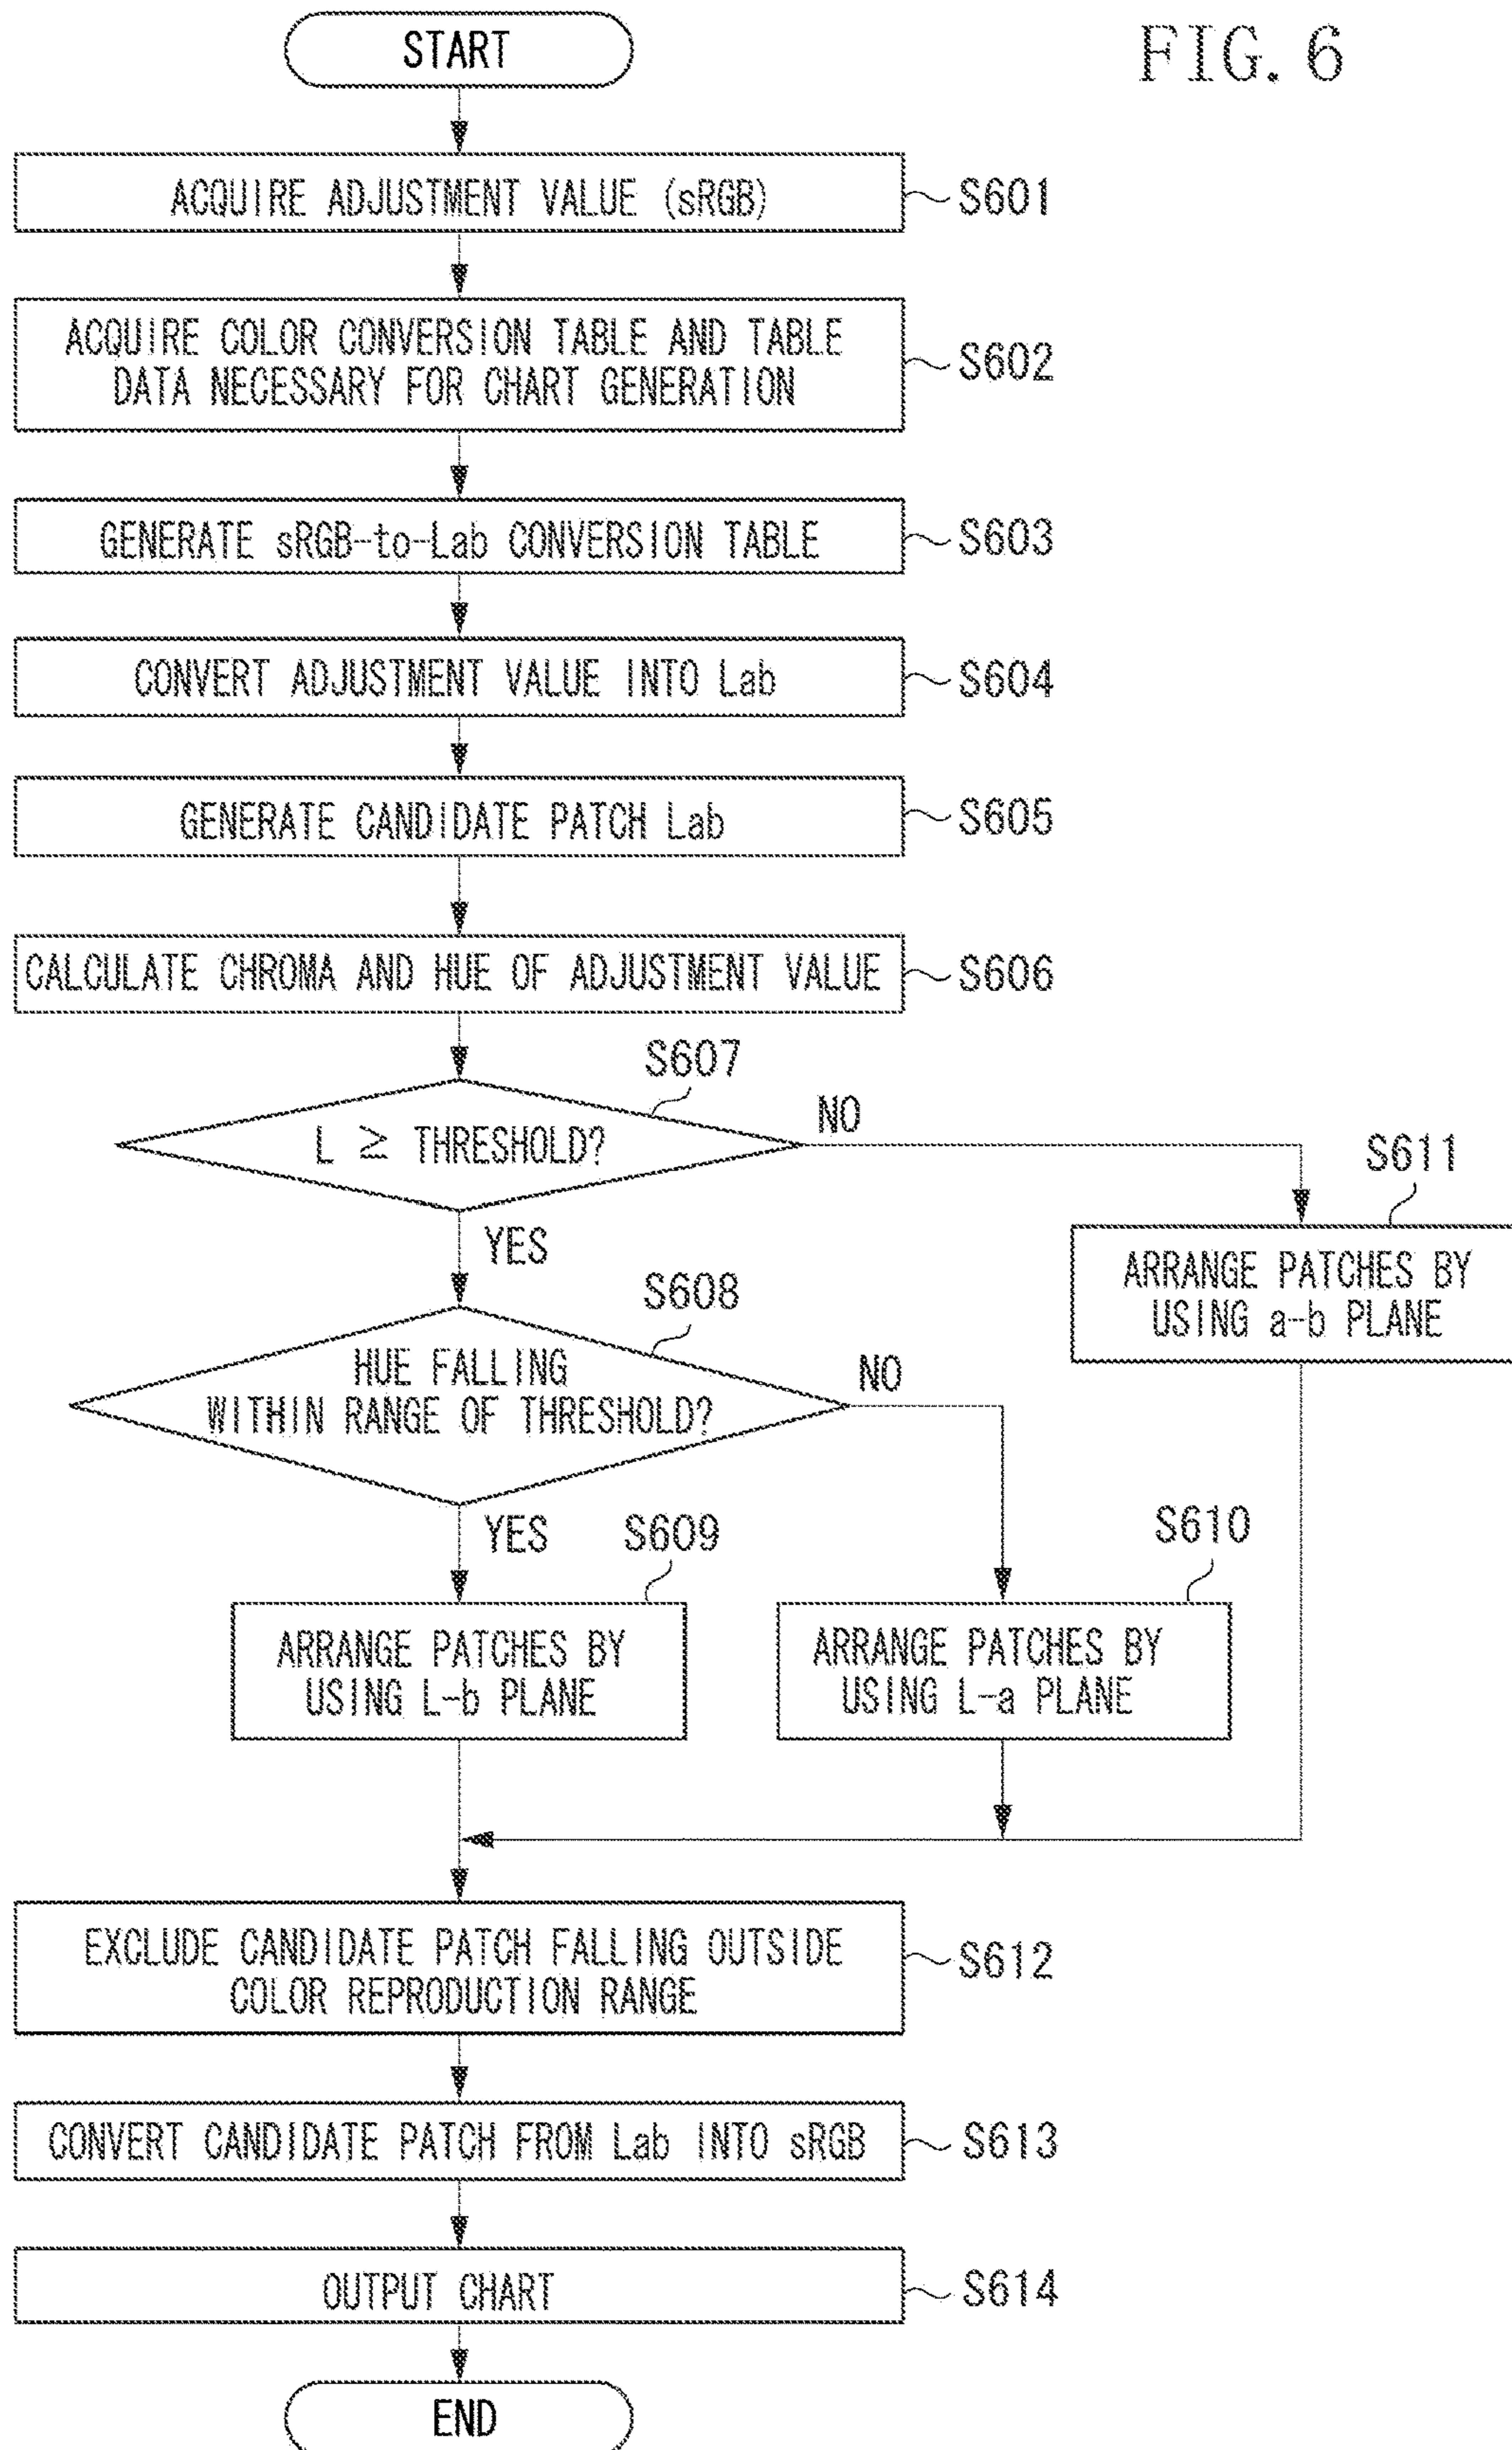 FIG. 6
START
ACQUIRE ADJUSTMENT VALUE (sRGB)
S601
ACQUIRE COLOR CONVERSION TABLE AND TABLE
DATA NECESSARY FOR CHART GENERATION
S602
GENERATE sRGB-to-Lab CONVERSION TABLE
S603
CONVERT ADJUSTMENT VALUE INTO Lab
S604
GENERATE CANDIDATE PATCH Lab
S605
CALCULATE CHROMA AND HUE OF ADJUSTMENT VALUE
S606
S607
L ≥ THRESHOLD?
NO
YES
S611
ARRANGE PATCHES BY
USING a-b PLANE
S608
HUE FALLING
WITHIN RANGE OF THRESHOLD?
NO
YES
S609
ARRANGE PATCHES BY
USING L-b PLANE
S610
ARRANGE PATCHES BY
USING L-a PLANE
EXCLUDE CANDIDATE PATCH FALLING OUTSIDE
COLOR REPRODUCTION RANGE
S612
CONVERT CANDIDATE PATCH FROM Lab INTO sRGB
S613
OUTPUT CHART
S614
END